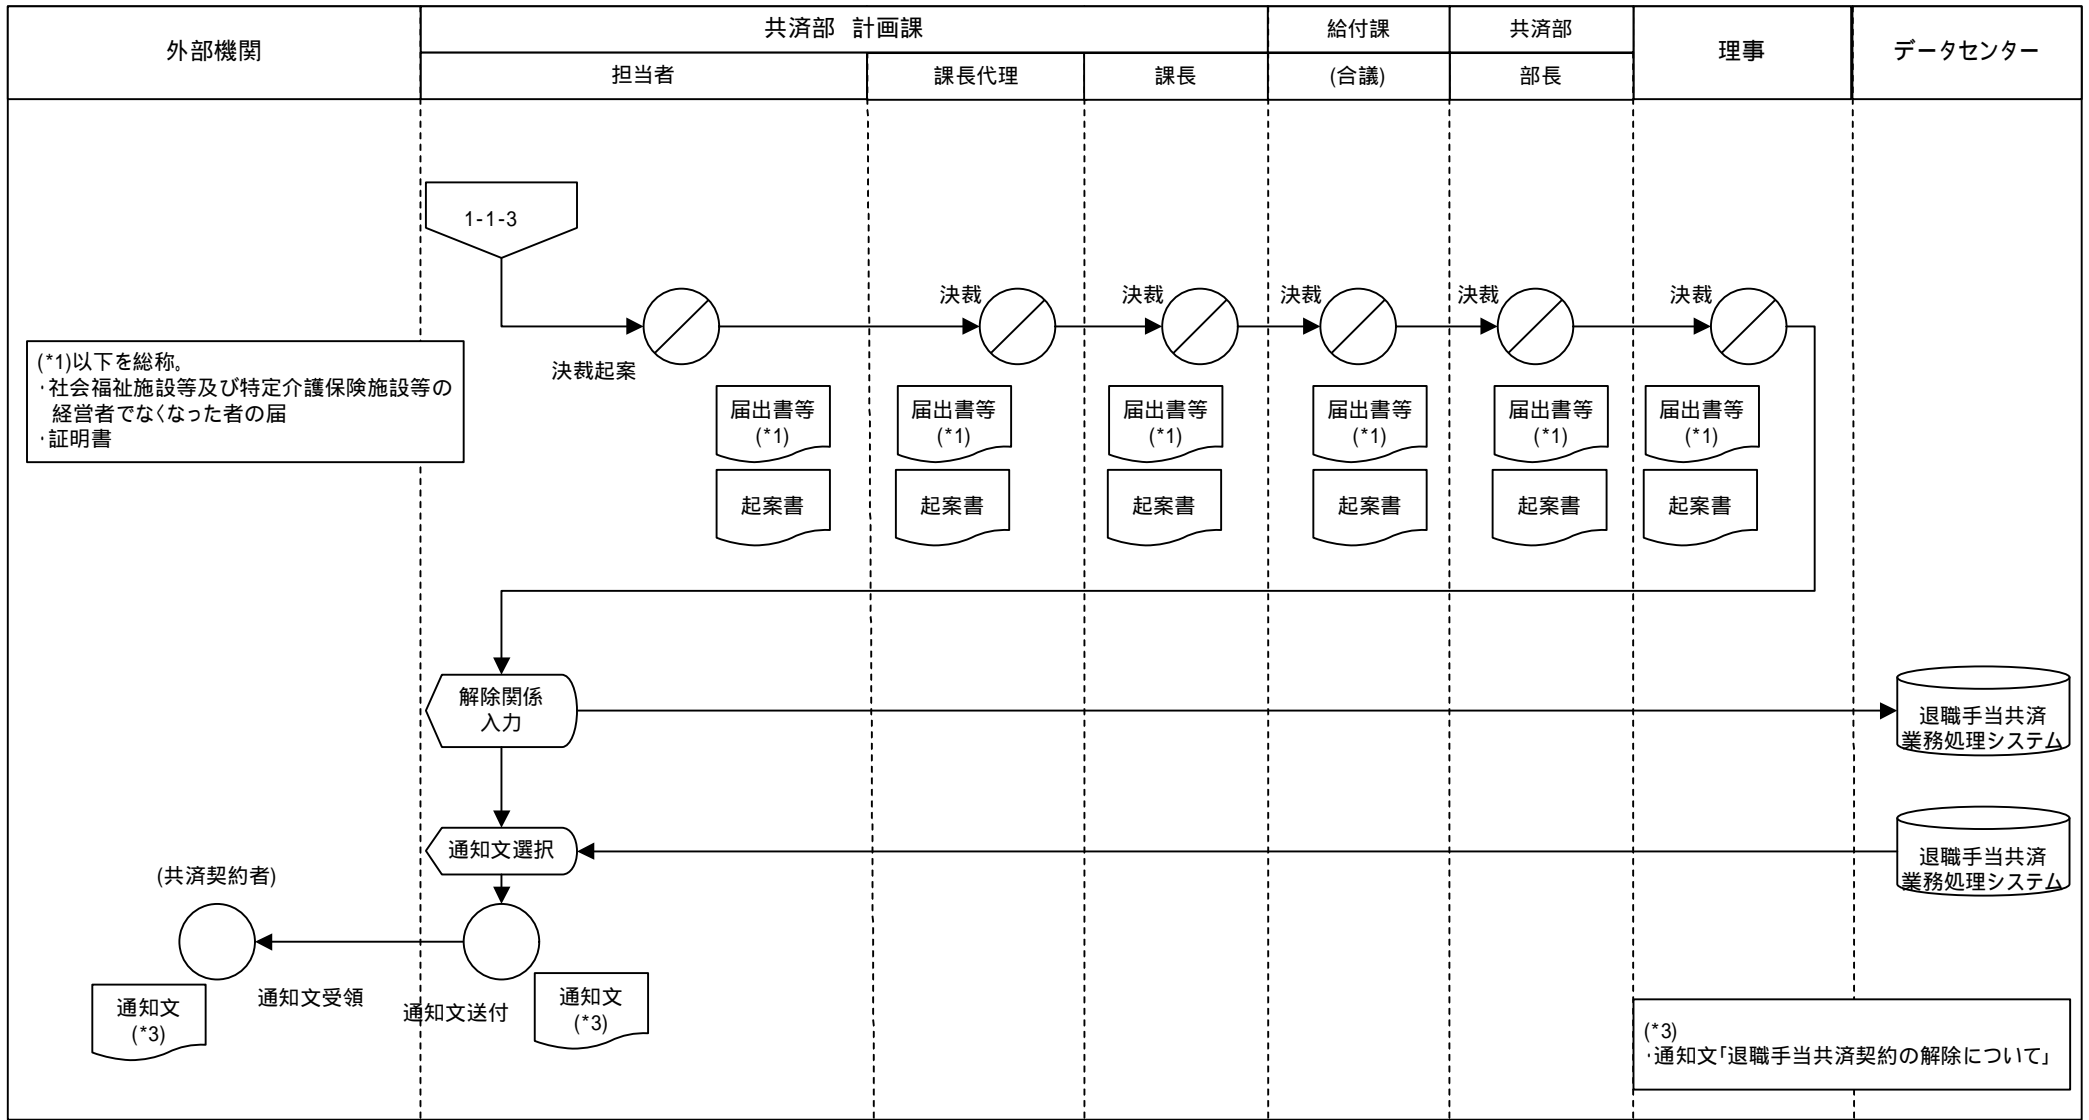 外部機関
共済部 計画課
給付課
共済部
理事
データセンター
担当者
課長代理
課長
(合議)
部長
1-1-3
決裁
決裁
決裁
決裁
決裁
決裁起案
(*1)以下を総称。
・社会福祉施設等及び特定介護保険施設等の
経営者でなくなった者の届
・証明書
届出書等
(*1)
届出書等
(*1)
届出書等
(*1)
届出書等
(*1)
届出書等
(*1)
届出書等
(*1)
起案書
起案書
起案書
起案書
起案書
起案書
解除関係
入力
退職手当共済
業務処理システム
通知文選択
退職手当共済
業務処理システム
(共済契約者)
通知文受領
通知文送付
通知文
(*3)
通知文
(*3)
(*3)
・通知文「退職手当共済契約の解除について」